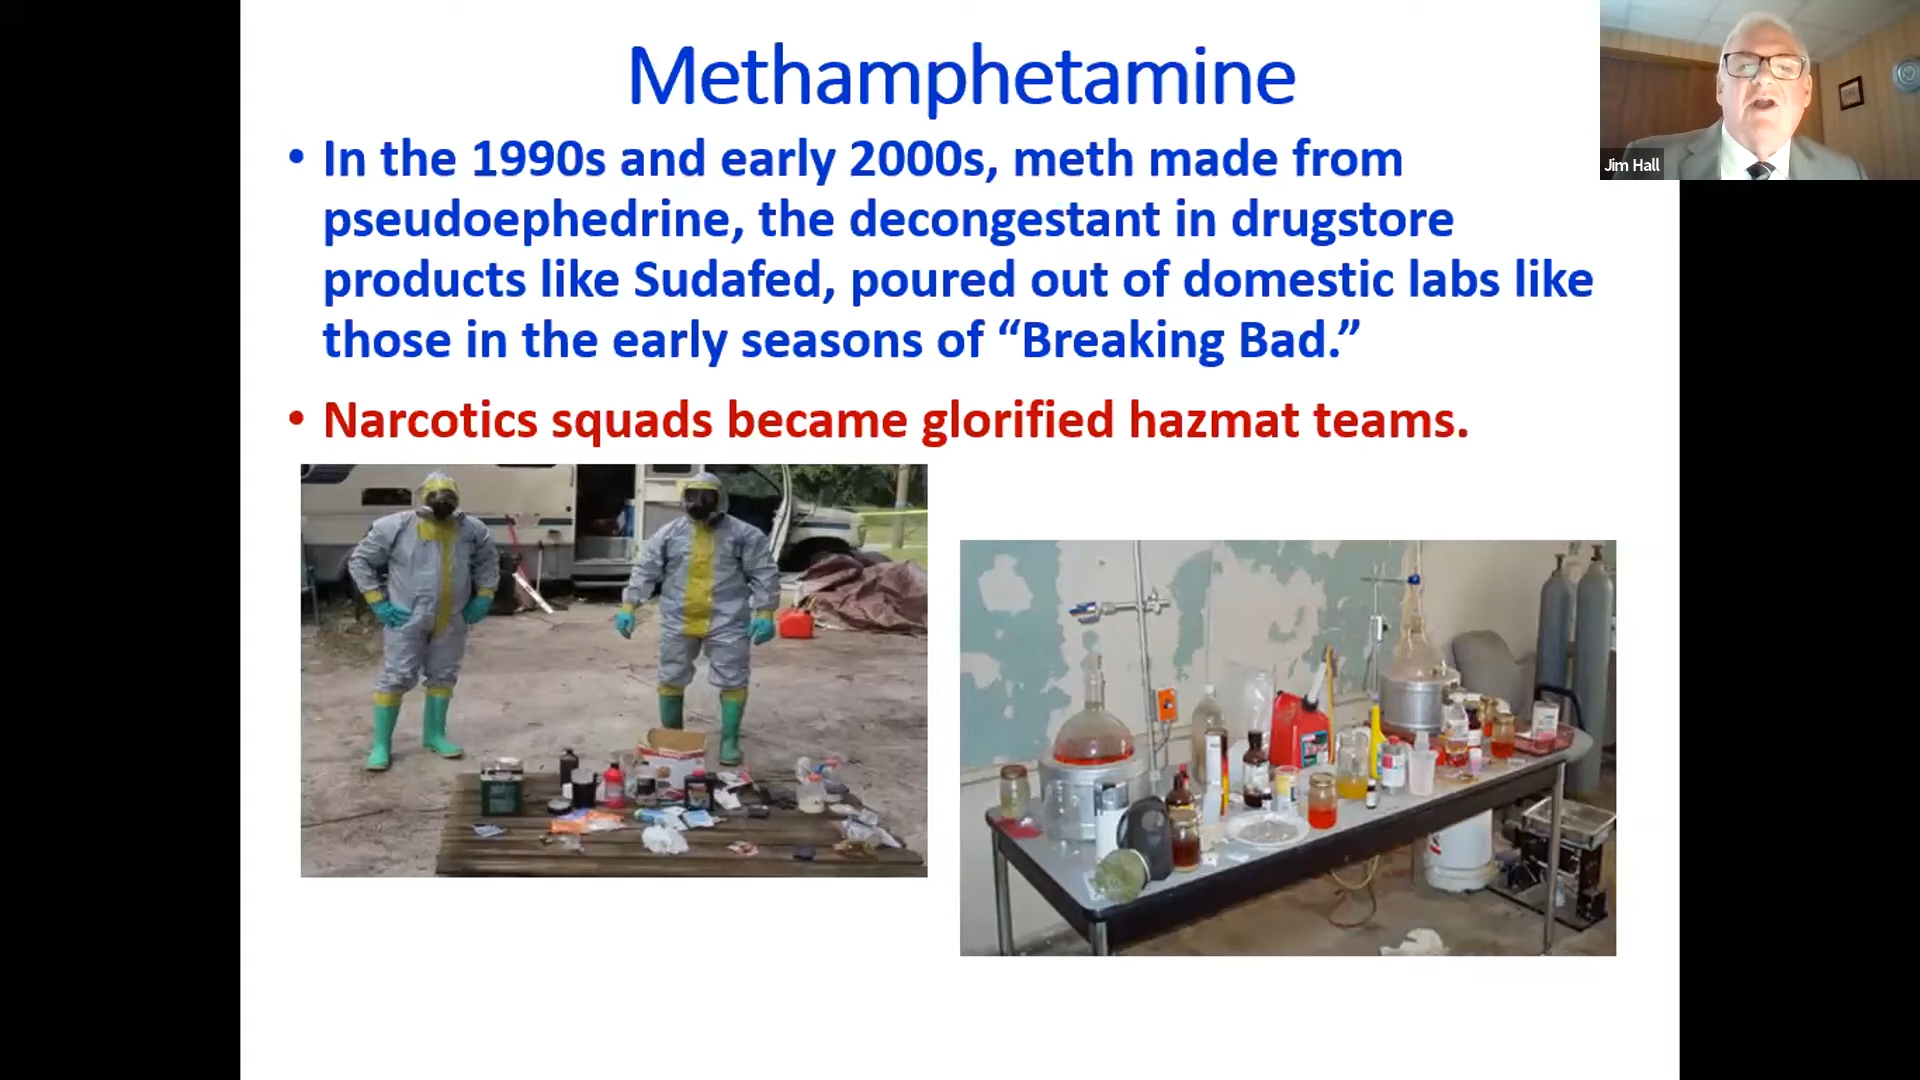 Methamphetamine
Jim Hall
• In the 1990s and early 2000s, meth made from
pseudoephedrine, the decongestant in drugstore
products like Sudafed, poured out of domestic labs like
those in the early seasons of “Breaking Bad.”
• Narcotics squads became glorified hazmat teams.